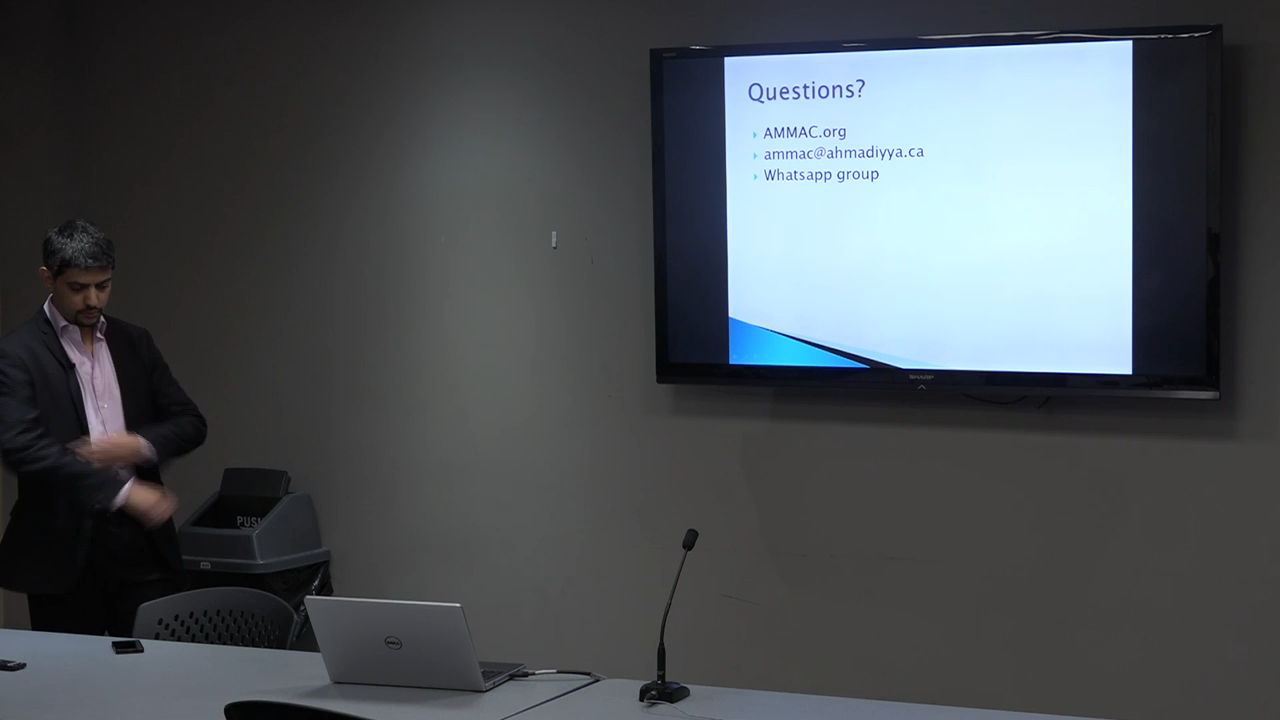 Questions?
AMMAC.org
ammac@ahmadiyya.ca
Whatsapp group
SHARP
PUSH
DELL